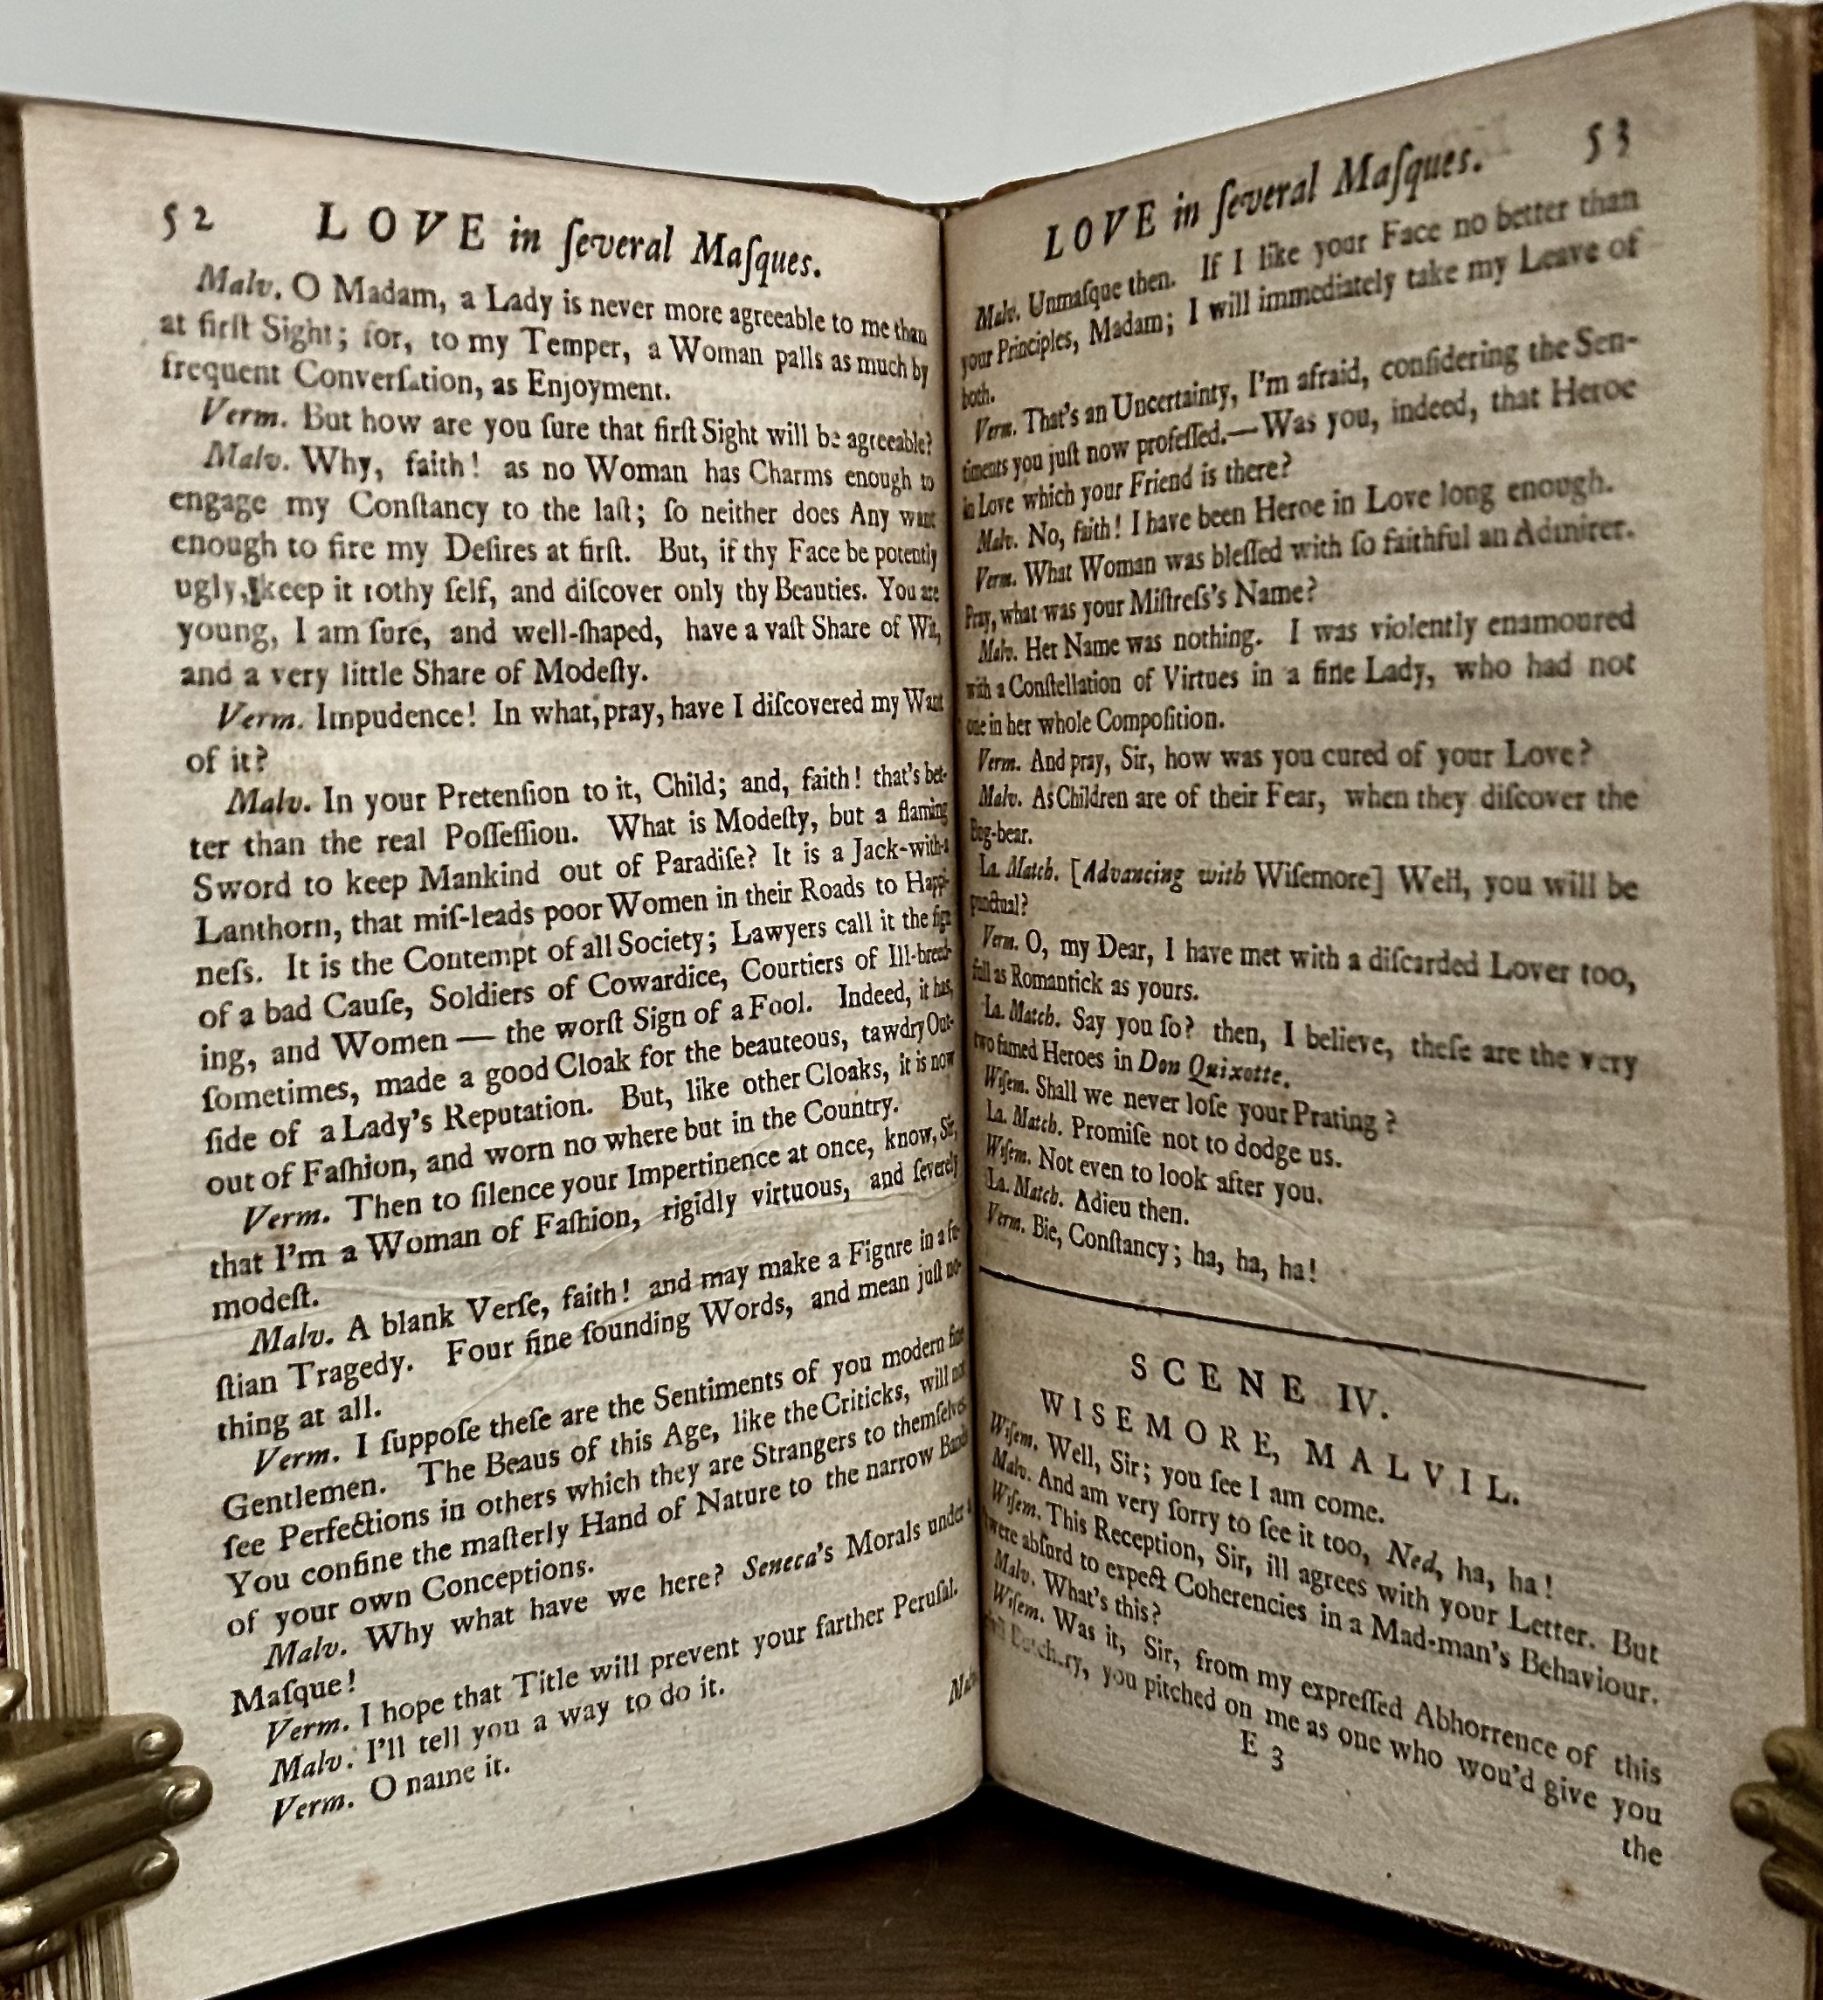 52 LOVE in ſeveral Maſques.
Malv. O Madam, a Lady is never more agreeable to me than
at firſt Sight; for, to my Temper, a Woman palls as much by
frequent Converſation, as Enjoyment.
Verm. But how are you ſure that firſt Sight will be agreeable?
Malv. Why, faith! as no Woman has Charms enough to
engage my Conſtancy to the laſt; ſo neither does Any want
enough to fire my Deſires at firſt. But, if thy Face be potently
ugly, keep it to thy ſelf, and diſcover only thy Beauties. You are
young, I am ſure, and well-ſhaped, have a vaſt Share of Wit,
and a very little Share of Modeſty.
Verm. Impudence! In what, pray, have I diſcovered my Want
of it?
Malv. In your Pretenſion to it, Child; and, faith! that's bet-
ter than the real Poſſeſſion. What is Modeſty, but a flaming
Sword to keep Mankind out of Paradiſe? It is a Jack-with-a
Lanthorn, that miſ-leads poor Women in their Roads to Happi-
neſs. It is the Contempt of all Society; Lawyers call it the ſign
of a bad Cauſe, Soldiers of Cowardice, Courtiers of Ill-breed-
ing, and Women — the worſt Sign of a Fool. Indeed, it has,
ſometimes, made a good Cloak for the beauteous, tawdry Out-
ſide of a Lady's Reputation. But, like other Cloaks, it is now
out of Faſhion, and worn no where but in the Country.
Verm. Then to ſilence your Impertinence at once, know, Sir,
that I'm a Woman of Faſhion, rigidly virtuous, and ſeverely
modeſt.
Malv. A blank Verſe, faith! and may make a Figure in a fu-
ſtian Tragedy. Four fine ſounding Words, and mean juſt no-
thing at all.
Verm. I ſuppoſe theſe are the Sentiments of you modern fine
Gentlemen. The Beaus of this Age, like the Criticks, will not
ſee Perfections in others which they are Strangers to themſelves.
You confine the maſterly Hand of Nature to the narrow Bounds
of your own Conceptions.
Malv. Why what have we here? Seneca's Morals under a
Maſque!
Verm. I hope that Title will prevent your farther Peruſal.
Malv. I'll tell you a way to do it.
Verm. O name it.
53
LOVE in ſeveral Maſques.
Malv. Unmaſque then. If I like your Face no better than
your Principles, Madam; I will immediately take my Leave of
both.
Verm. That's an Uncertainty, I'm afraid, conſidering the Sen-
timents you juſt now profeſſed.—Was you, indeed, that Heroe
in Love which your Friend is there?
Malv. No, faith! I have been Heroe in Love long enough.
Verm. What Woman was bleſſed with ſo faithful an Admirer.
Pray, what was your Miſtreſs's Name?
Malv. Her Name was nothing. I was violently enamoured
with a Conſtellation of Virtues in a fine Lady, who had not
one in her whole Compoſition.
Verm. And pray, Sir, how was you cured of your Love?
Malv. As Children are of their Fear, when they diſcover the
Bug-bear.
La. Match. [Advancing with Wiſemore] Well, you will be
punctual?
Verm. O, my Dear, I have met with a diſcarded Lover too,
full as Romantick as yours.
La. Match. Say you ſo? then, I believe, theſe are the very
two famed Heroes in Don Quixotte.
Wiſem. Shall we never loſe your Prating?
La. Match. Promiſe not to dodge us.
Wiſem. Not even to look after you.
La. Match. Adieu then.
Verm. Bie, Conſtancy; ha, ha, ha!
SCENE IV.
WISEMORE, MALVIL.
Wiſem. Well, Sir; you ſee I am come.
Malv. And am very ſorry to ſee it too, Ned, ha, ha!
Wiſem. This Reception, Sir, ill agrees with your Letter. But
'twere abſurd to expect Coherencies in a Mad-man's Behaviour.
Malv. What's this?
Wiſem. Was it, Sir, from my expreſſed Abhorrence of this
you pitched on me as one who wou'd give you
E 3
the